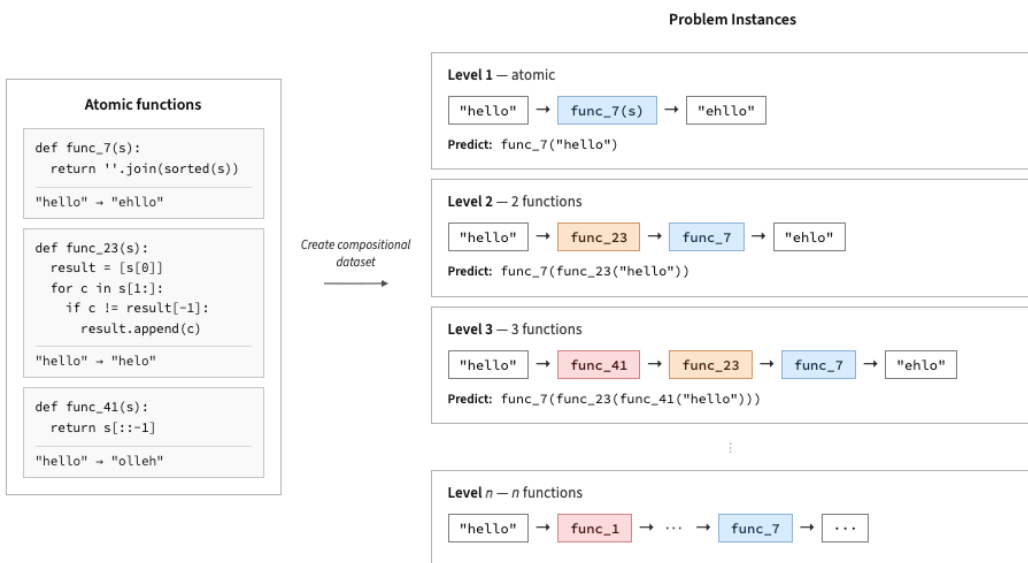 Problem Instances
Atomic functions
def func_7(s):
return ''.join(sorted(s))
"hello" → "ehllo"
def func_23(s):
result = [s[0]]
for c in s[1:]:
if c != result[-1]:
result.append(c)
"hello" → "helo"
def func_41(s):
return s[::-1]
"hello" → "olleh"
Create compositional
dataset
Level 1 — atomic
"hello" → func_7(s) → "ehllo"
Predict: func_7("hello")
Level 2 — 2 functions
"hello" → func_23 → func_7 → "ehlo"
Predict: func_7(func_23("hello"))
Level 3 — 3 functions
"hello" → func_41 → func_23 → func_7 → "ehlo"
Predict: func_7(func_23(func_41("hello")))
⋮
Level n — n functions
"hello" → func_1 → ⋯ → func_7 → ...